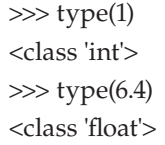 >>> type(1)
<class 'int'>
>>> type(6.4)
<class 'float'>